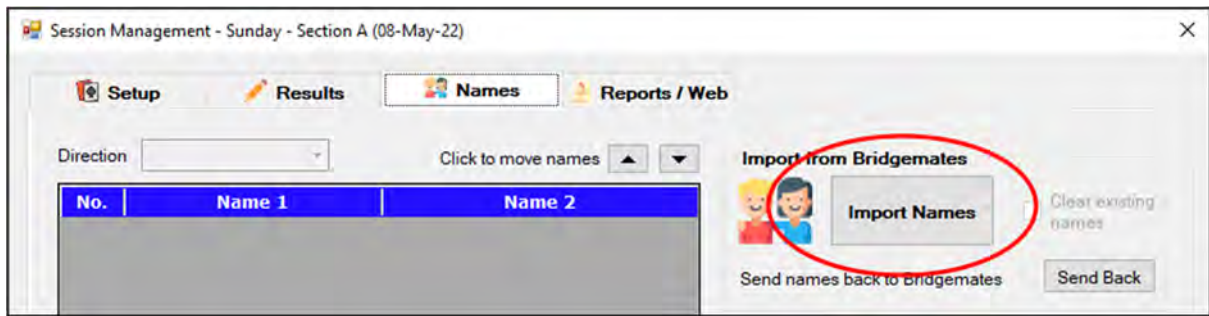 Session Management - Sunday - Section A (08-May-22)
Setup Results Names Reports / Web
Direction Click to move names
Import from Bridgemates
No. Name 1 Name 2
Import Names
Clear existing
names
Send names back to Bridgemates Send Back